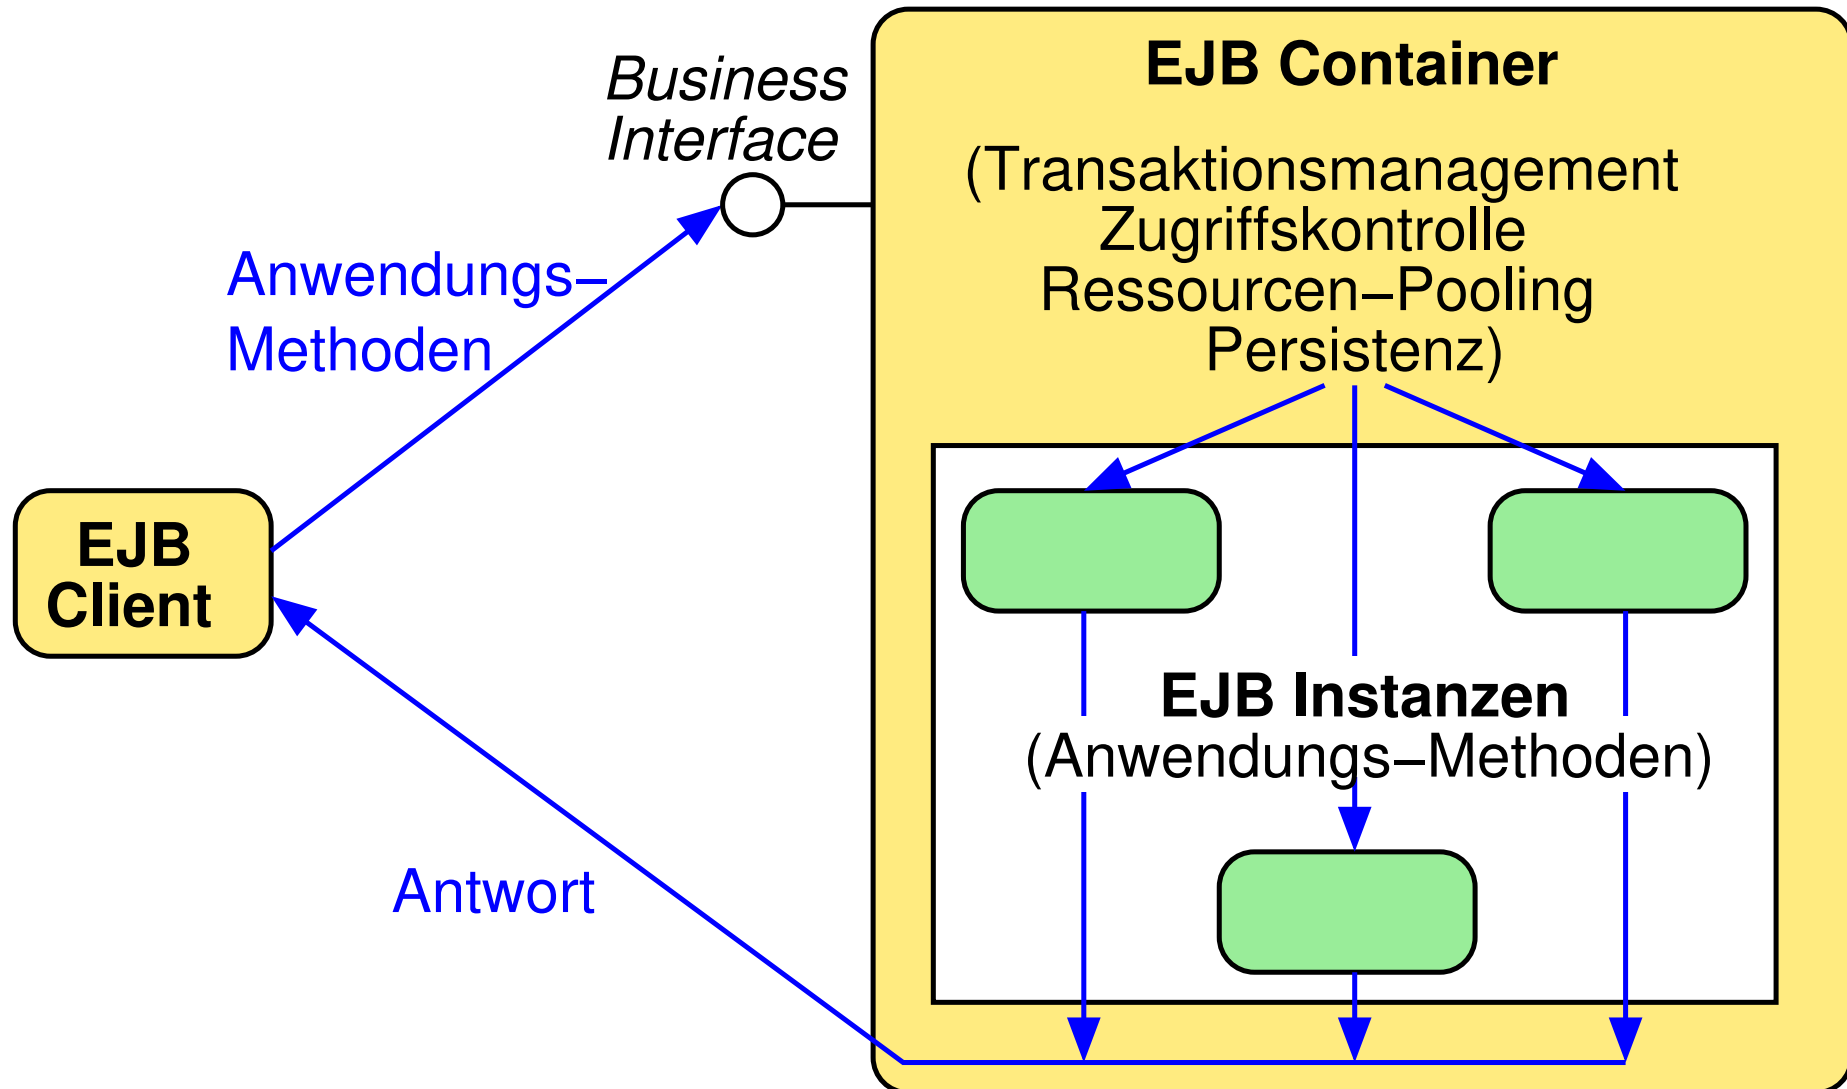 EJB Container
Business
Interface
(Transaktionsmanagement
Zugriffskontrolle
Ressourcen–Pooling
Persistenz)
Anwendungs–
Methoden
EJB
Client
EJB Instanzen
(Anwendungs–Methoden)
Antwort